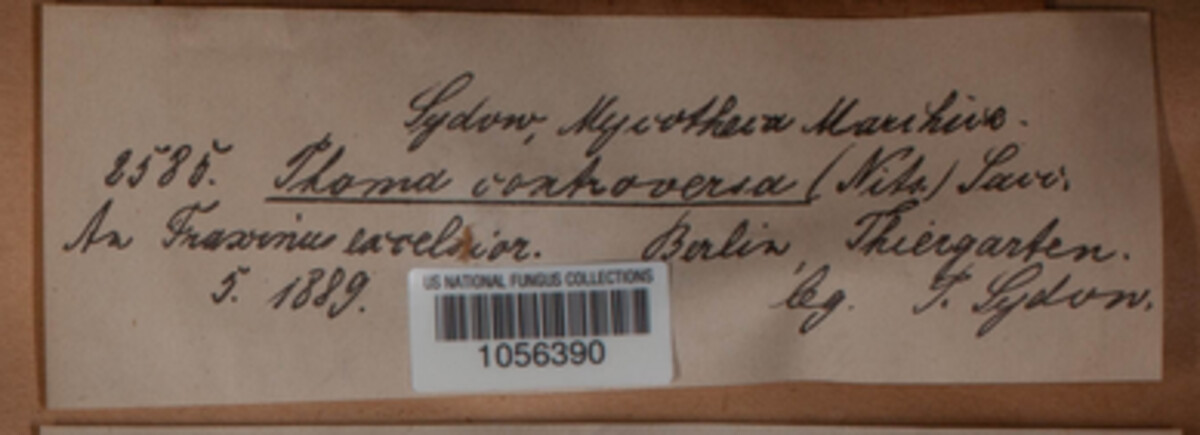 Sydow, Mycotheca Marchica.
2585. Phoma controversa (Nits.) Sacc.
An Fraxinus excelsior. Berlin, Thiergarten.
5. 1889. leg. P. Sydow.
US NATIONAL FUNGUS COLLECTIONS
1056390